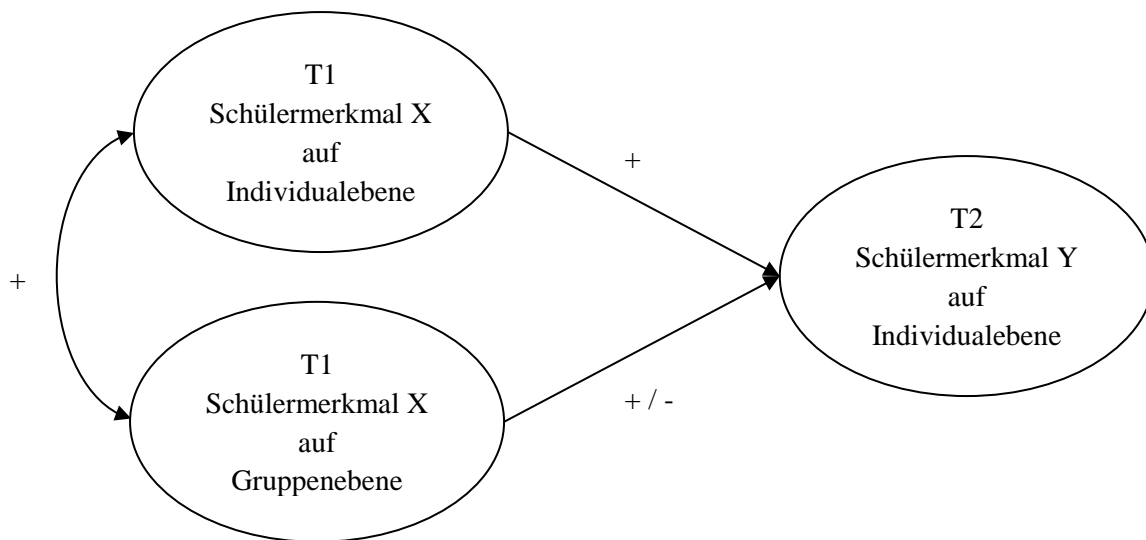 T1
Schülermerkmal X
auf
Individualebene
+
T2
Schülermerkmal Y
auf
Individualebene
+
T1
Schülermerkmal X
auf
Gruppenebene
+ / -